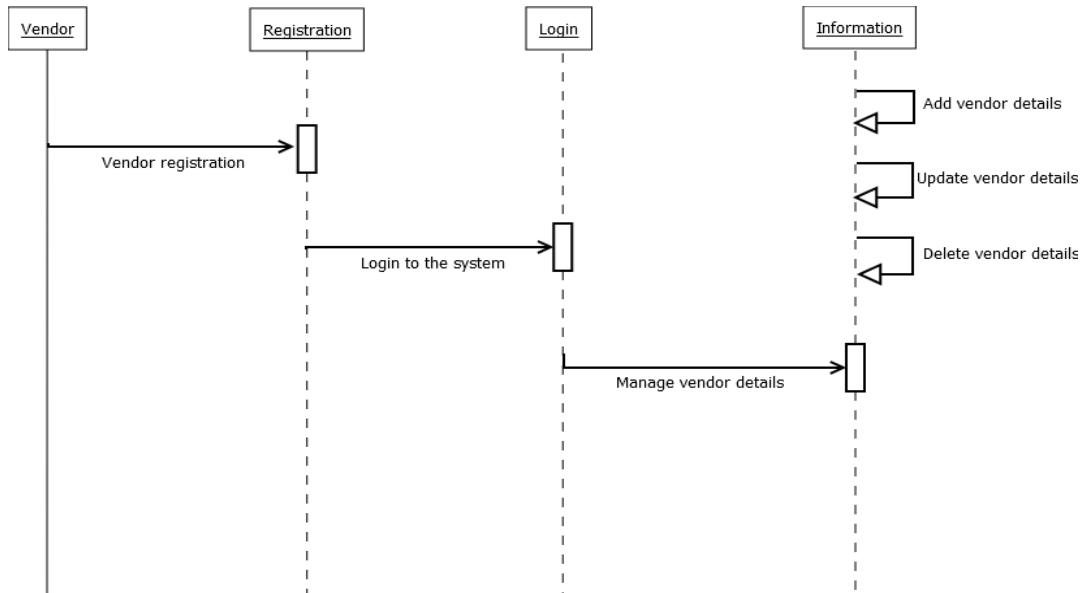 Vendor
Registration
Login
Information
Add vendor details
Vendor registration
Update vendor details
Delete vendor details
Login to the system
Manage vendor details